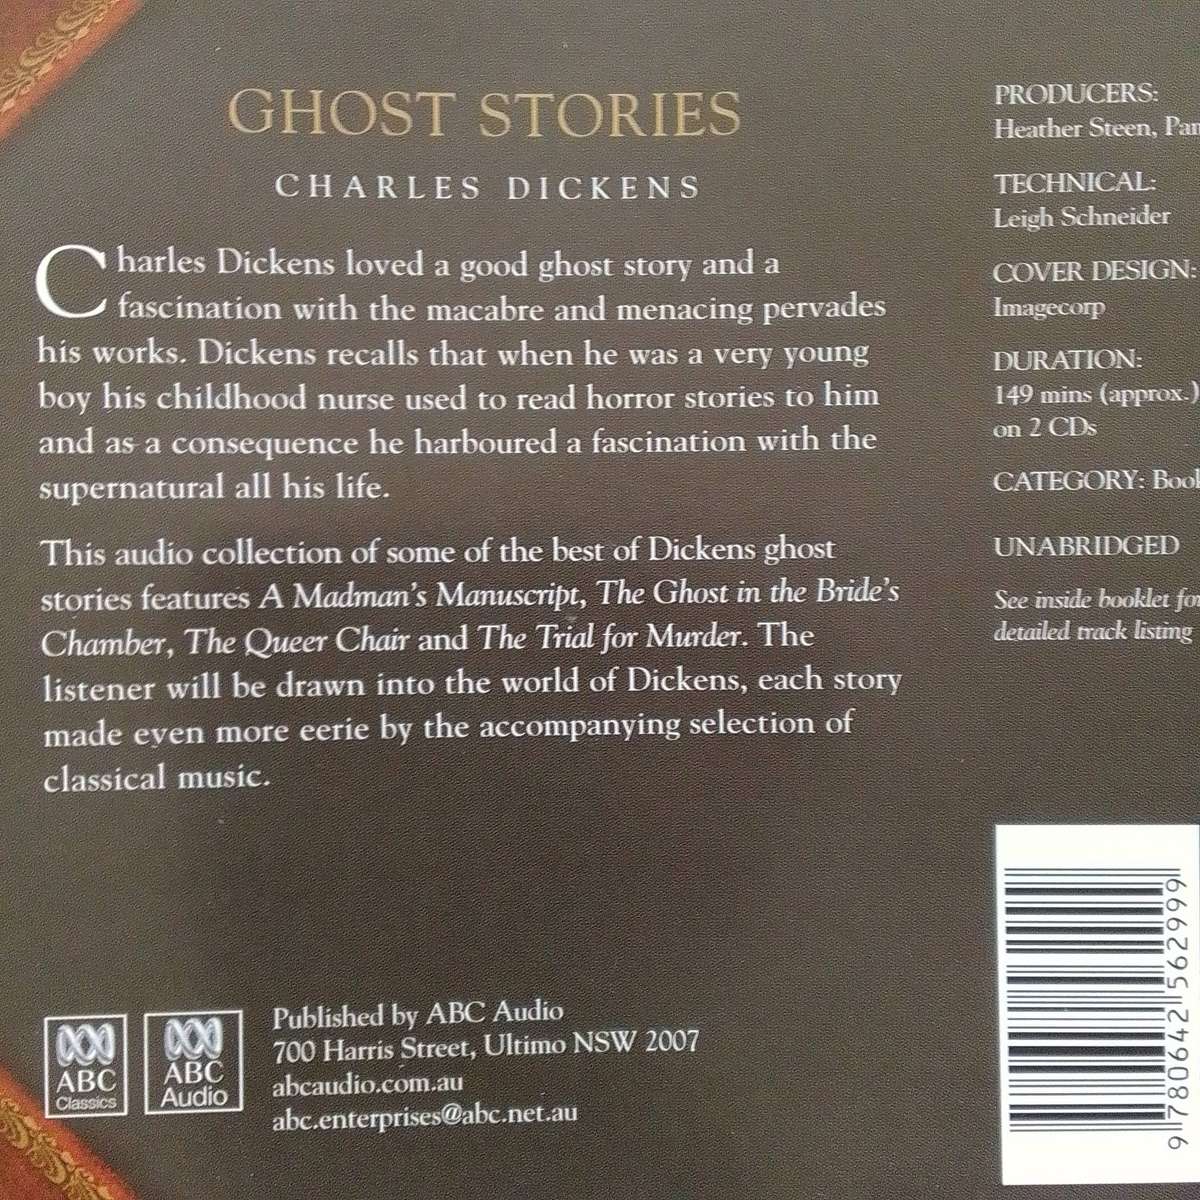 GHOST STORIES
CHARLES DICKENS
Charles Dickens loved a good ghost story and a
fascination with the macabre and menacing pervades
his works. Dickens recalls that when he was a very young
boy his childhood nurse used to read horror stories to him
and as a consequence he harboured a fascination with the
supernatural all his life.
This audio collection of some of the best of Dickens ghost
stories features A Madman's Manuscript, The Ghost in the Bride's
Chamber, The Queer Chair and The Trial for Murder. The
listener will be drawn into the world of Dickens, each story
made even more eerie by the accompanying selection of
classical music.
ABC
Classics
ABC
Audio
Published by ABC Audio
700 Harris Street, Ultimo NSW 2007
abcaudio.com.au
abc.enterprises@abc.net.au
PRODUCERS:
Heather Steen,
TECHNICAL:
Leigh Schneider
COVER DESIGN:
Imagecorp
DURATION:
149 mins (approx.)
on 2 CDs
CATEGORY:
UNABRIDGED
See inside booklet
detailed track listing
9 780642 562999